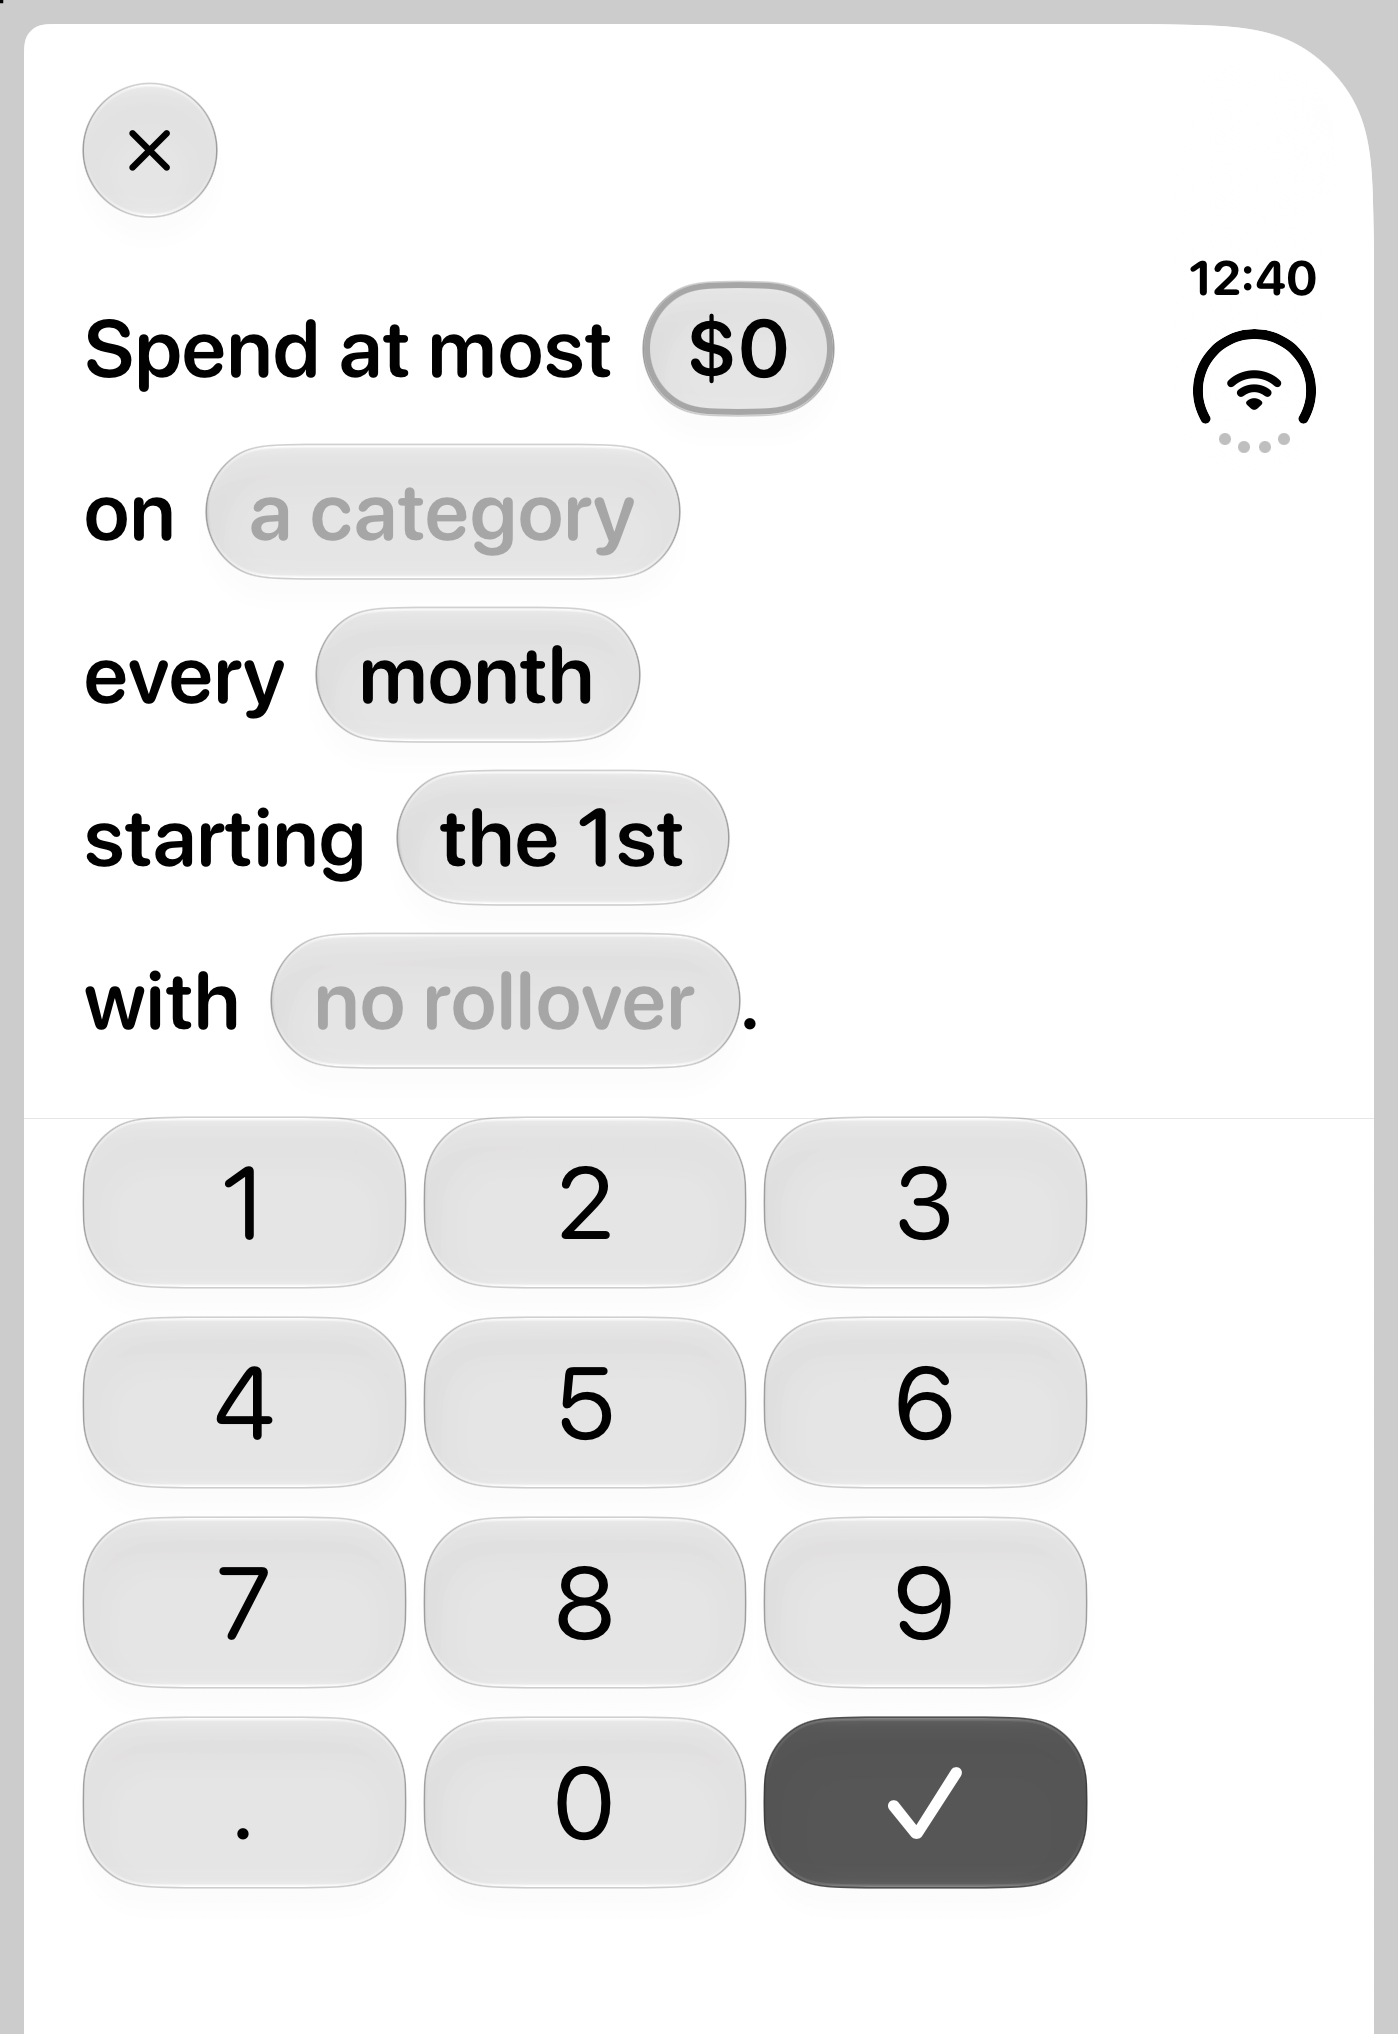 12:40
Spend at most $0
on a category
every month
starting the 1st
with no rollover.
1 2 3
4 5 6
7 8 9
. 0